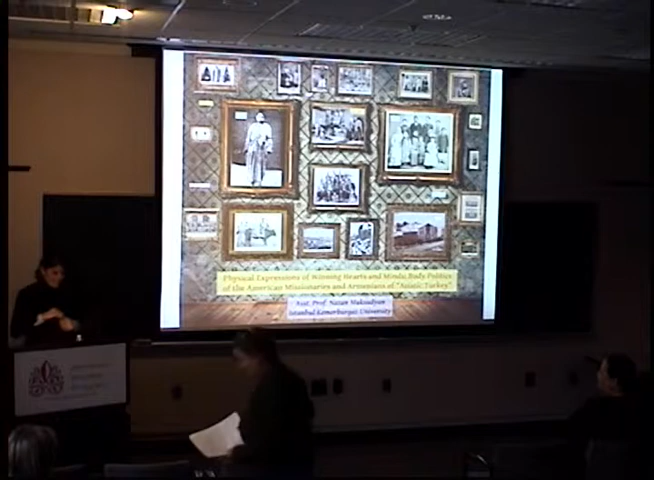 Physical Expressions of Winning Hearts and Minds: Body Politics
of the American Missionaries and Armenians of "Asiatic Turkey"
Asst. Prof. Nazan Maksudyan
Istanbul Kemerburgaz University